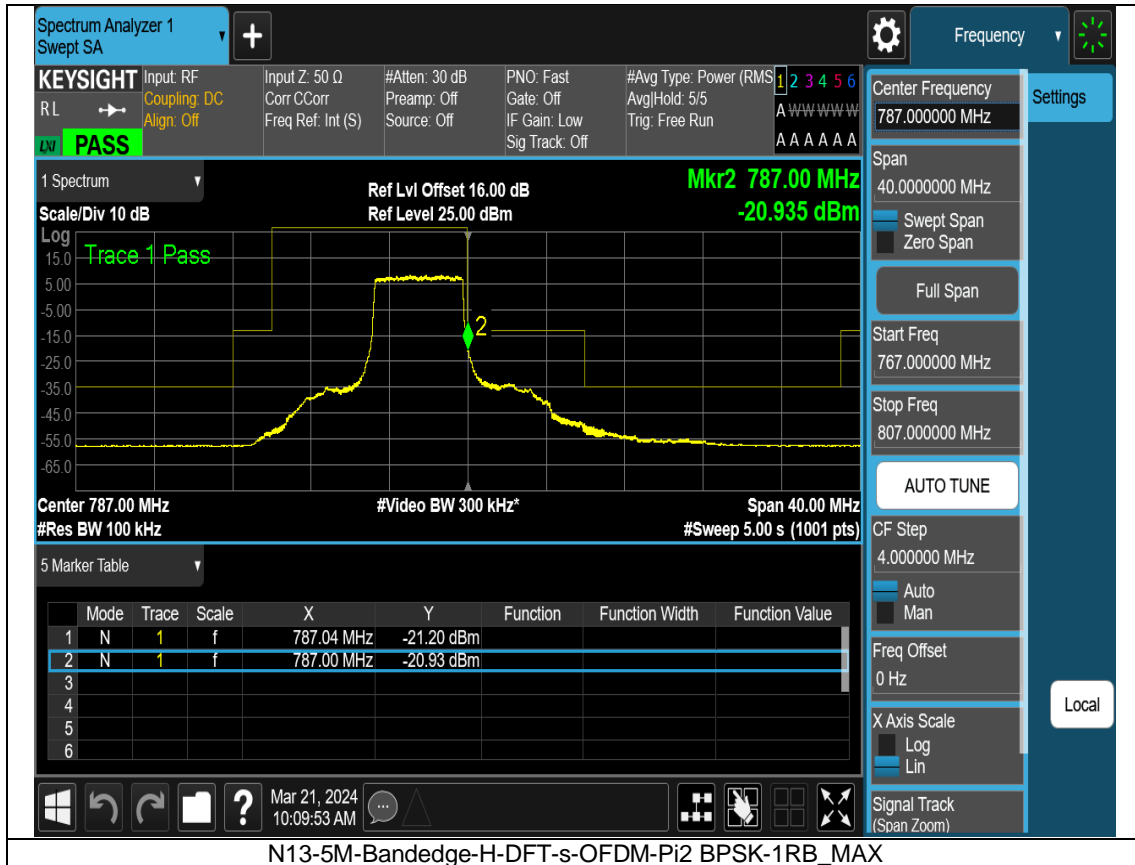 Spectrum Analyzer 1
Swept SA
Frequency
KEYSIGHT
RL
LXI
PASS
Input: RF
Coupling: DC
Align: Off
Input Z: 50 Ω
Corr CCorr
Freq Ref: Int (S)
#Atten: 30 dB
Preamp: Off
Source: Off
PNO: Fast
Gate: Off
IF Gain: Low
Sig Track: Off
#Avg Type: Power (RMS
Avg|Hold: 5/5
Trig: Free Run
1 2 3 4 5 6
A W W W W W
A A A A A A
1 Spectrum
Scale/Div 10 dB
Ref Lvl Offset 16.00 dB
Ref Level 25.00 dBm
Mkr2 787.00 MHz
-20.935 dBm
Log
Trace 1 Pass
15.0
5.00
-5.00
-15.0
-25.0
-35.0
-45.0
-55.0
-65.0
2
Center 787.00 MHz
#Video BW 300 kHz*
Span 40.00 MHz
#Res BW 100 kHz
#Sweep 5.00 s (1001 pts)
5 Marker Table
Mode Trace Scale X Y Function Function Width Function Value
1 N 1 f 787.04 MHz -21.20 dBm
2 N 1 f 787.00 MHz -20.93 dBm
3
4
5
6
Mar 21, 2024
10:09:53 AM
?
Center Frequency
787.000000 MHz
Settings
Span
40.0000000 MHz
Swept Span
Zero Span
Full Span
Start Freq
767.000000 MHz
Stop Freq
807.000000 MHz
AUTO TUNE
CF Step
4.000000 MHz
Auto
Man
Freq Offset
0 Hz
Local
X Axis Scale
Log
Lin
Signal Track
(Span Zoom)
N13-5M-Bandedge-H-DFT-s-OFDM-Pi2 BPSK-1RB_MAX